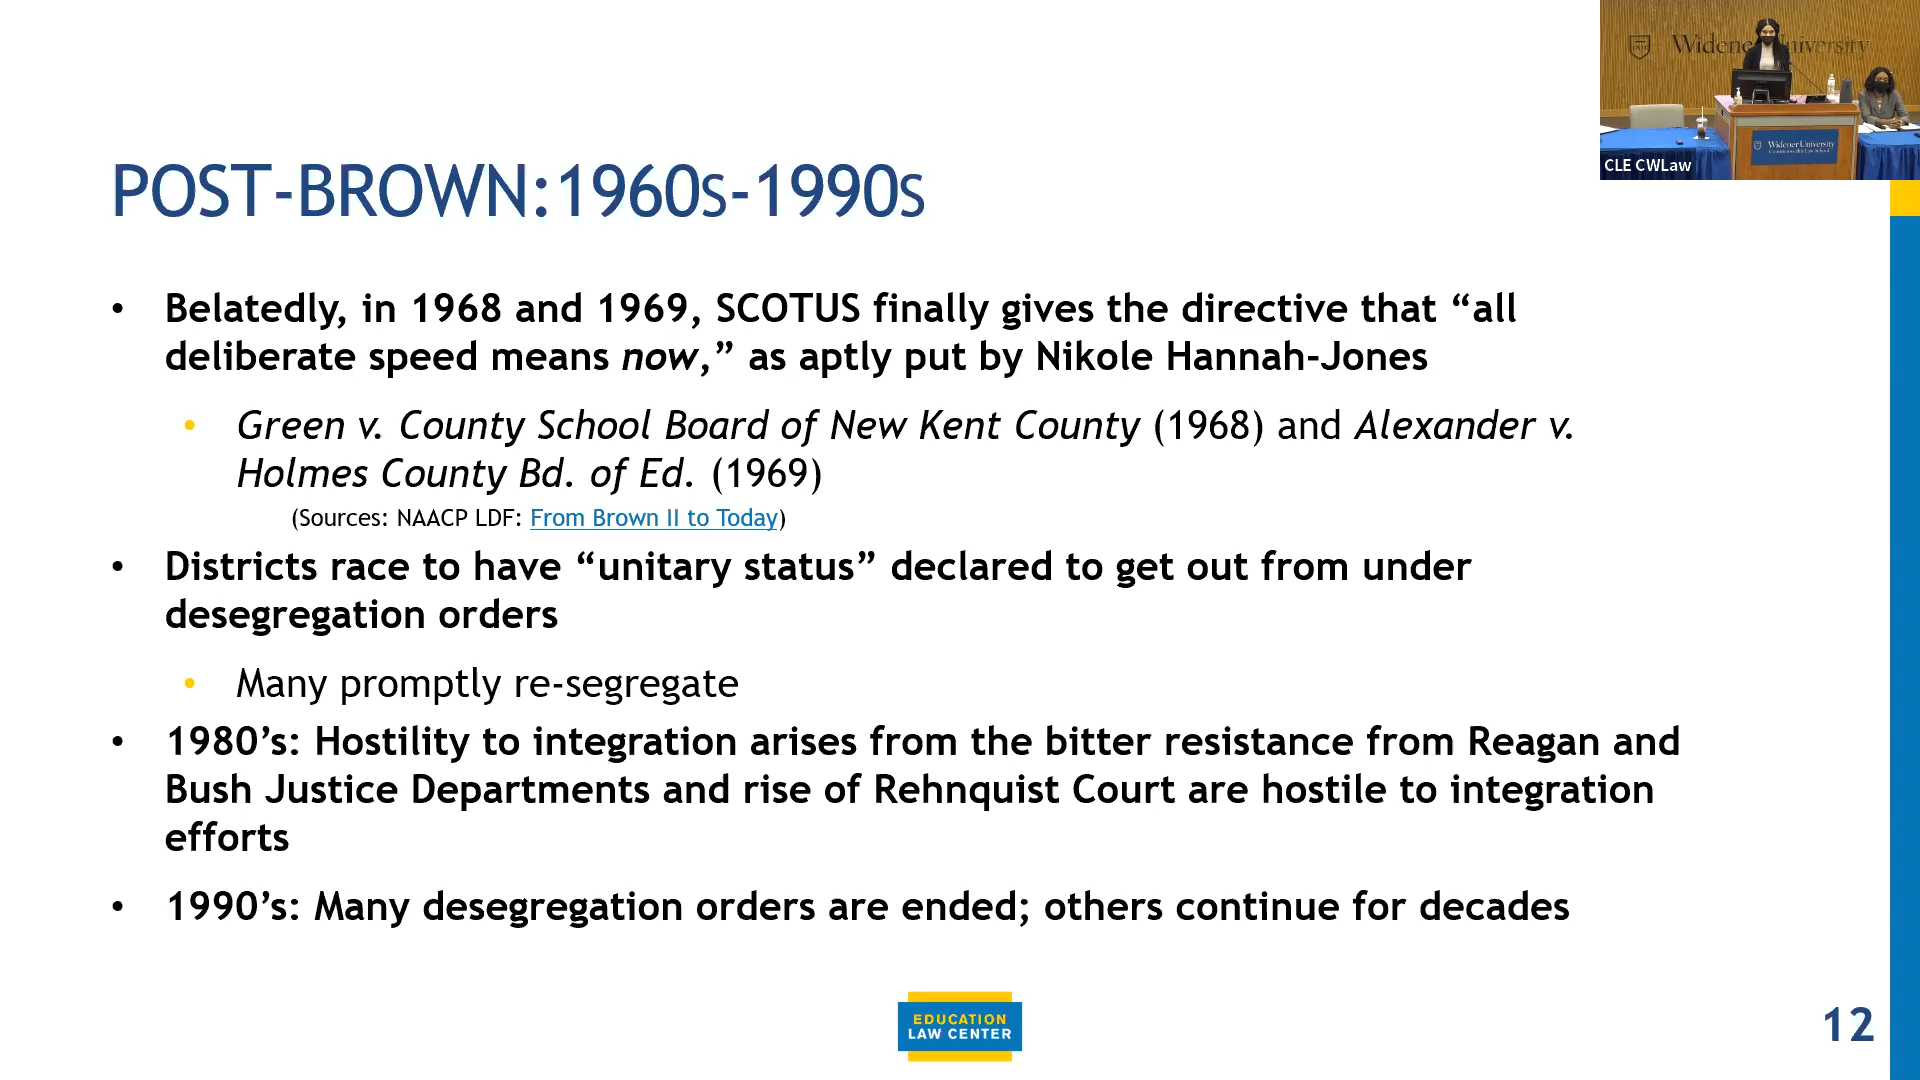 Widener University
CLE CWLaw
Widener University
POST-BROWN:1960S-1990S
• Belatedly, in 1968 and 1969, SCOTUS finally gives the directive that “all
deliberate speed means now,” as aptly put by Nikole Hannah-Jones
• Green v. County School Board of New Kent County (1968) and Alexander v.
Holmes County Bd. of Ed. (1969)
(Sources: NAACP LDF: From Brown II to Today)
• Districts race to have “unitary status” declared to get out from under
desegregation orders
• Many promptly re-segregate
• 1980’s: Hostility to integration arises from the bitter resistance from Reagan and
Bush Justice Departments and rise of Rehnquist Court are hostile to integration
efforts
• 1990’s: Many desegregation orders are ended; others continue for decades
EDUCATION
LAW CENTER
12